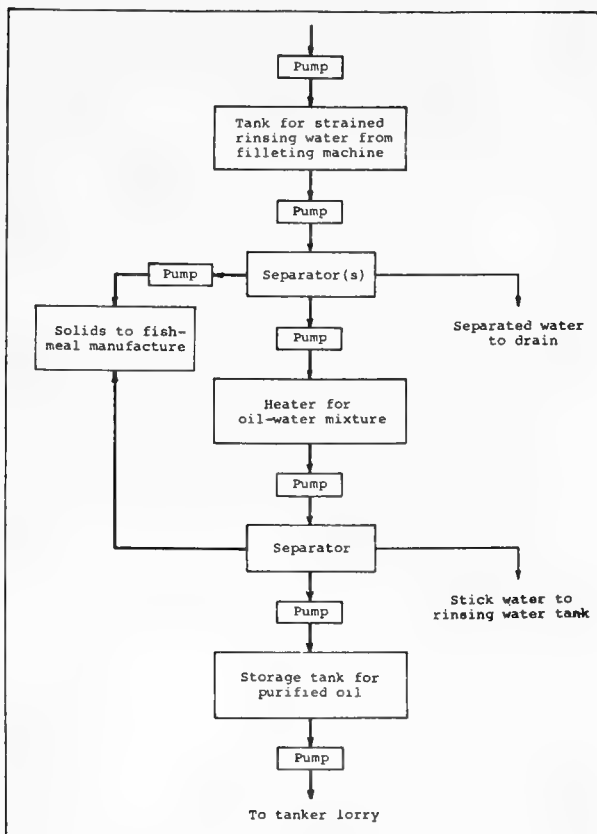 Pump
Tank for strained
rinsing water from
filleting machine
Pump
Pump
Separator(s)
Solids to fish-
meal manufacture
Separated water
to drain
Pump
Heater for
oil-water mixture
Pump
Separator
Stick water to
rinsing water tank
Pump
Storage tank for
purified oil
Pump
To tanker lorry